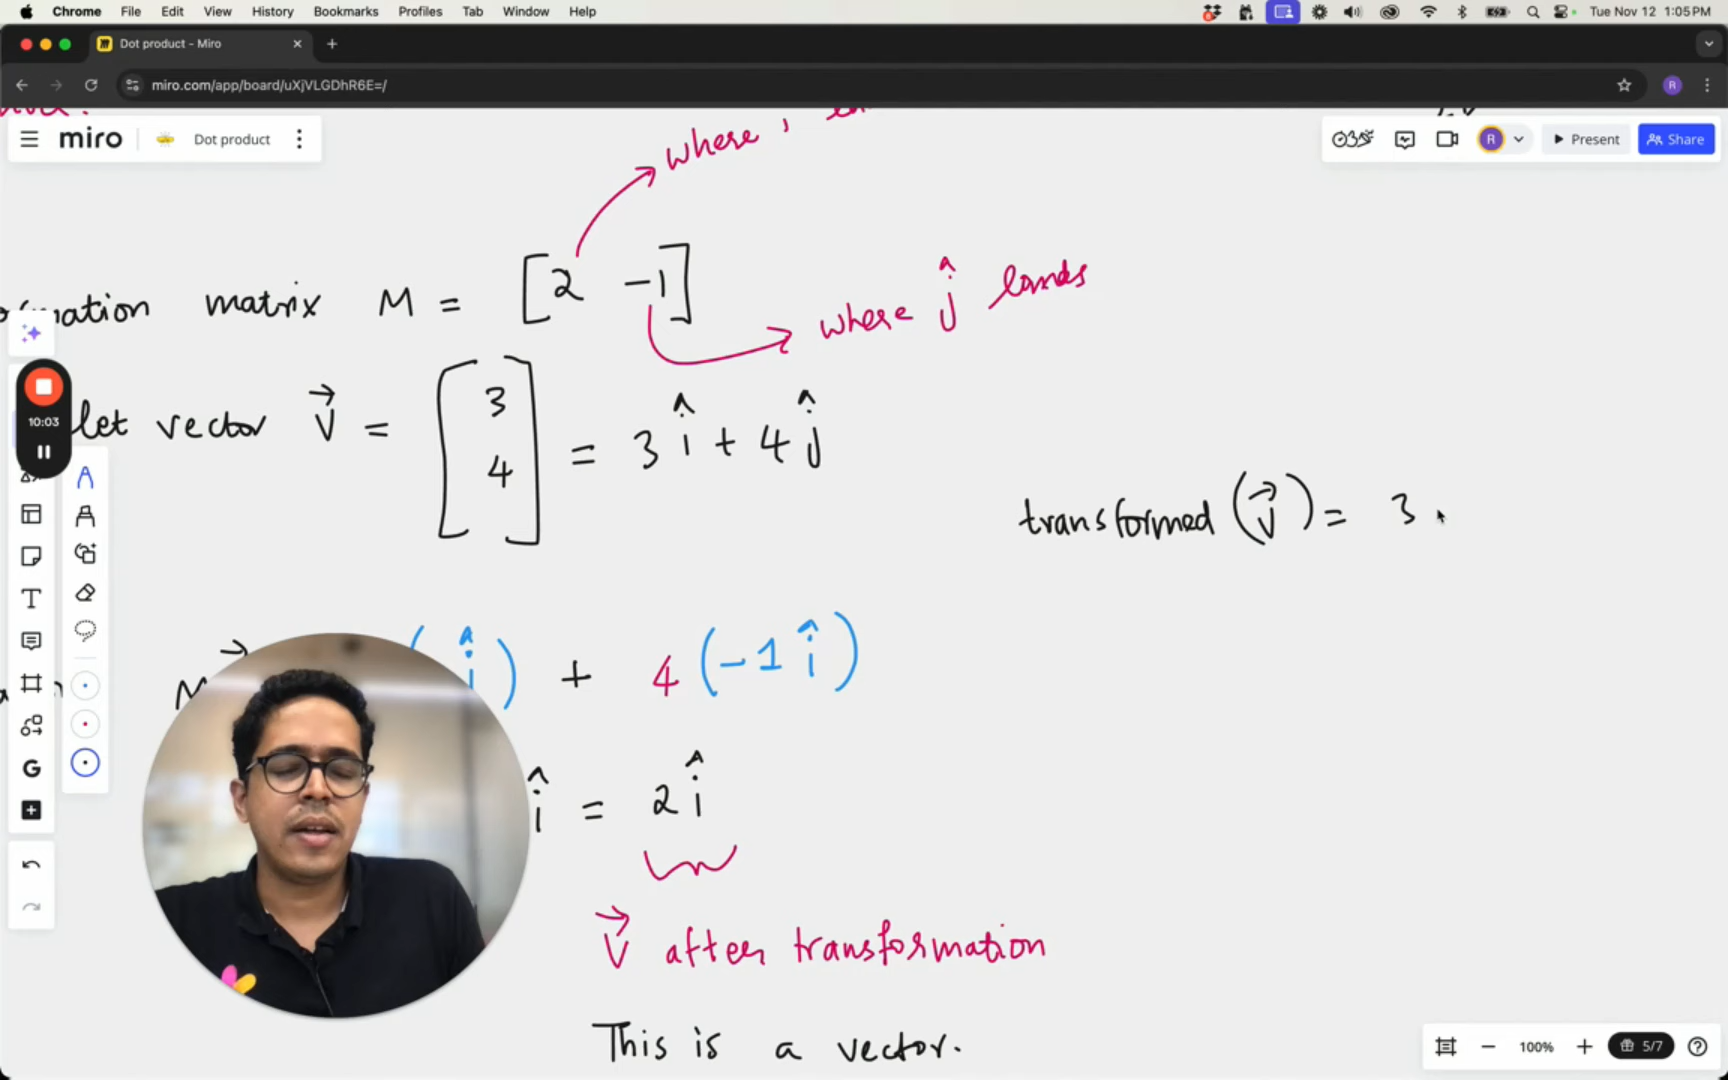 Chrome File Edit View History Bookmarks Profiles Tab Window Help Tue Nov 12 1:05 PM
Dot product - Miro
miro.com/app/board/uXjVLGDhR6E=/
miro Dot product
R Present Share
where i
matrix M = [2 -1]
where ĵ lands
10:03
let vector v⃗ = [3 4] = 3î + 4ĵ
transformed (v⃗) = 3
î) + 4 (-1 î)
î = 2î
v⃗ after transformation
This is a vector.
100% 5/7